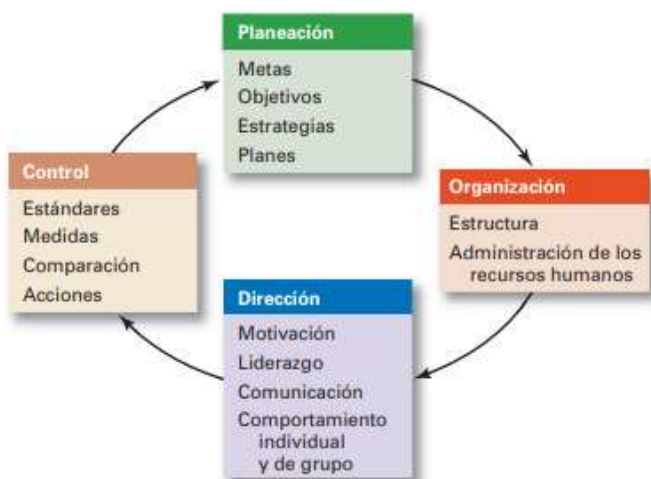 Planeación
Metas
Objetivos
Estrategias
Planes
Organización
Estructura
Administración de los
recursos humanos
Dirección
Motivación
Liderazgo
Comunicación
Comportamiento
individual
y de grupo
Control
Estándares
Medidas
Comparación
Acciones